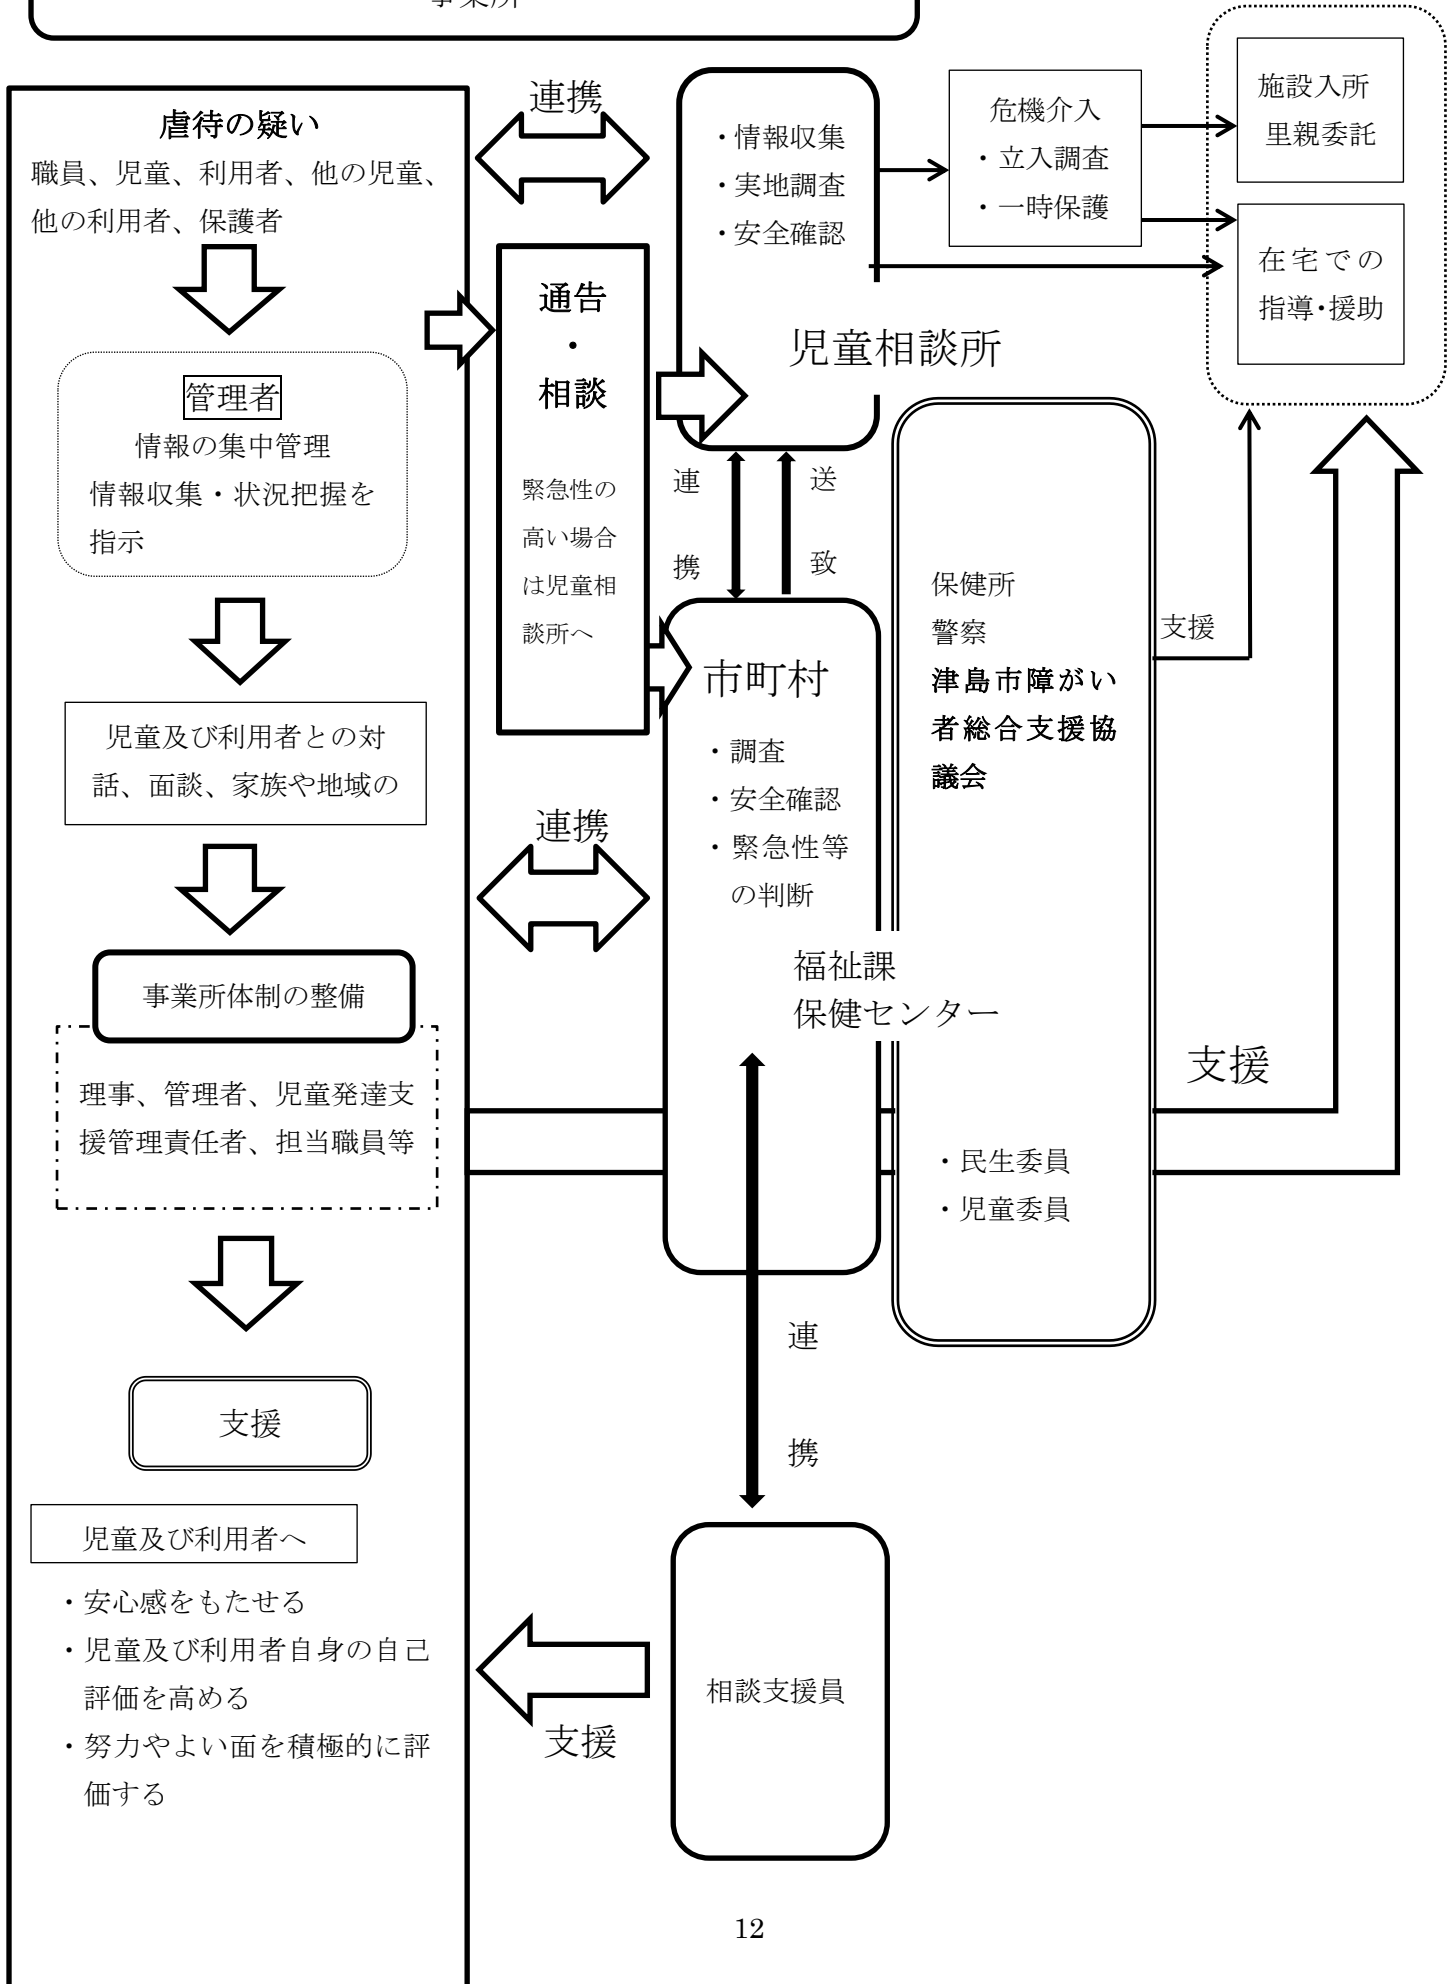 事業所
虐待の疑い
職員、児童、利用者、他の児童、
他の利用者、保護者
管理者
情報の集中管理
情報収集・状況把握を
指示
児童及び利用者との対
話、面談、家族や地域の
事業所体制の整備
理事、管理者、児童発達支
援管理責任者、担当職員等
支援
児童及び利用者へ
・安心感をもたせる
・児童及び利用者自身の自己
評価を高める
・努力やよい面を積極的に評
価する
連携
通告
・
相談
緊急性の
高い場合
は児童相
談所へ
連携
支援
・情報収集
・実地調査
・安全確認
児童相談所
連
携
送
致
市町村
・調査
・安全確認
・緊急性等
の判断
福祉課
保健センター
連
携
相談支援員
危機介入
・立入調査
・一時保護
施設入所
里親委託
在宅での
指導・援助
保健所
警察
津島市障がい
者総合支援協
議会
・民生委員
・児童委員
支援
支援
12